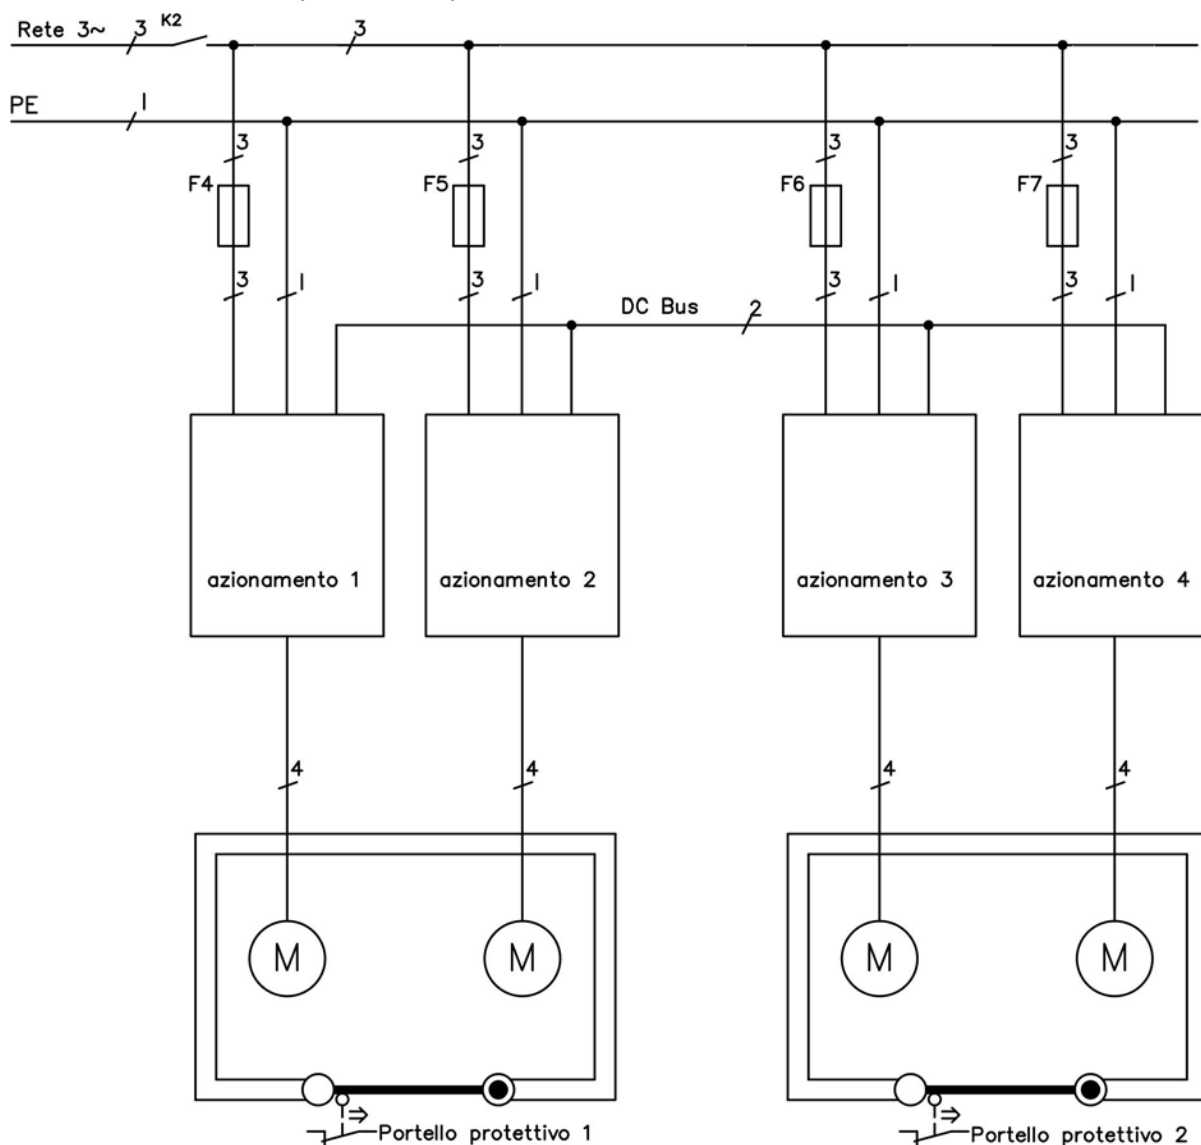 Rete 3~ 3 K2 3
PE 1
3 3 3 3
F4 F5 F6 F7
3 1 3 1 3 1 3 1
DC Bus 2
azionamento 1 azionamento 2 azionamento 3 azionamento 4
4 4 4 4
M M M M
Portello protettivo 1 Portello protettivo 2